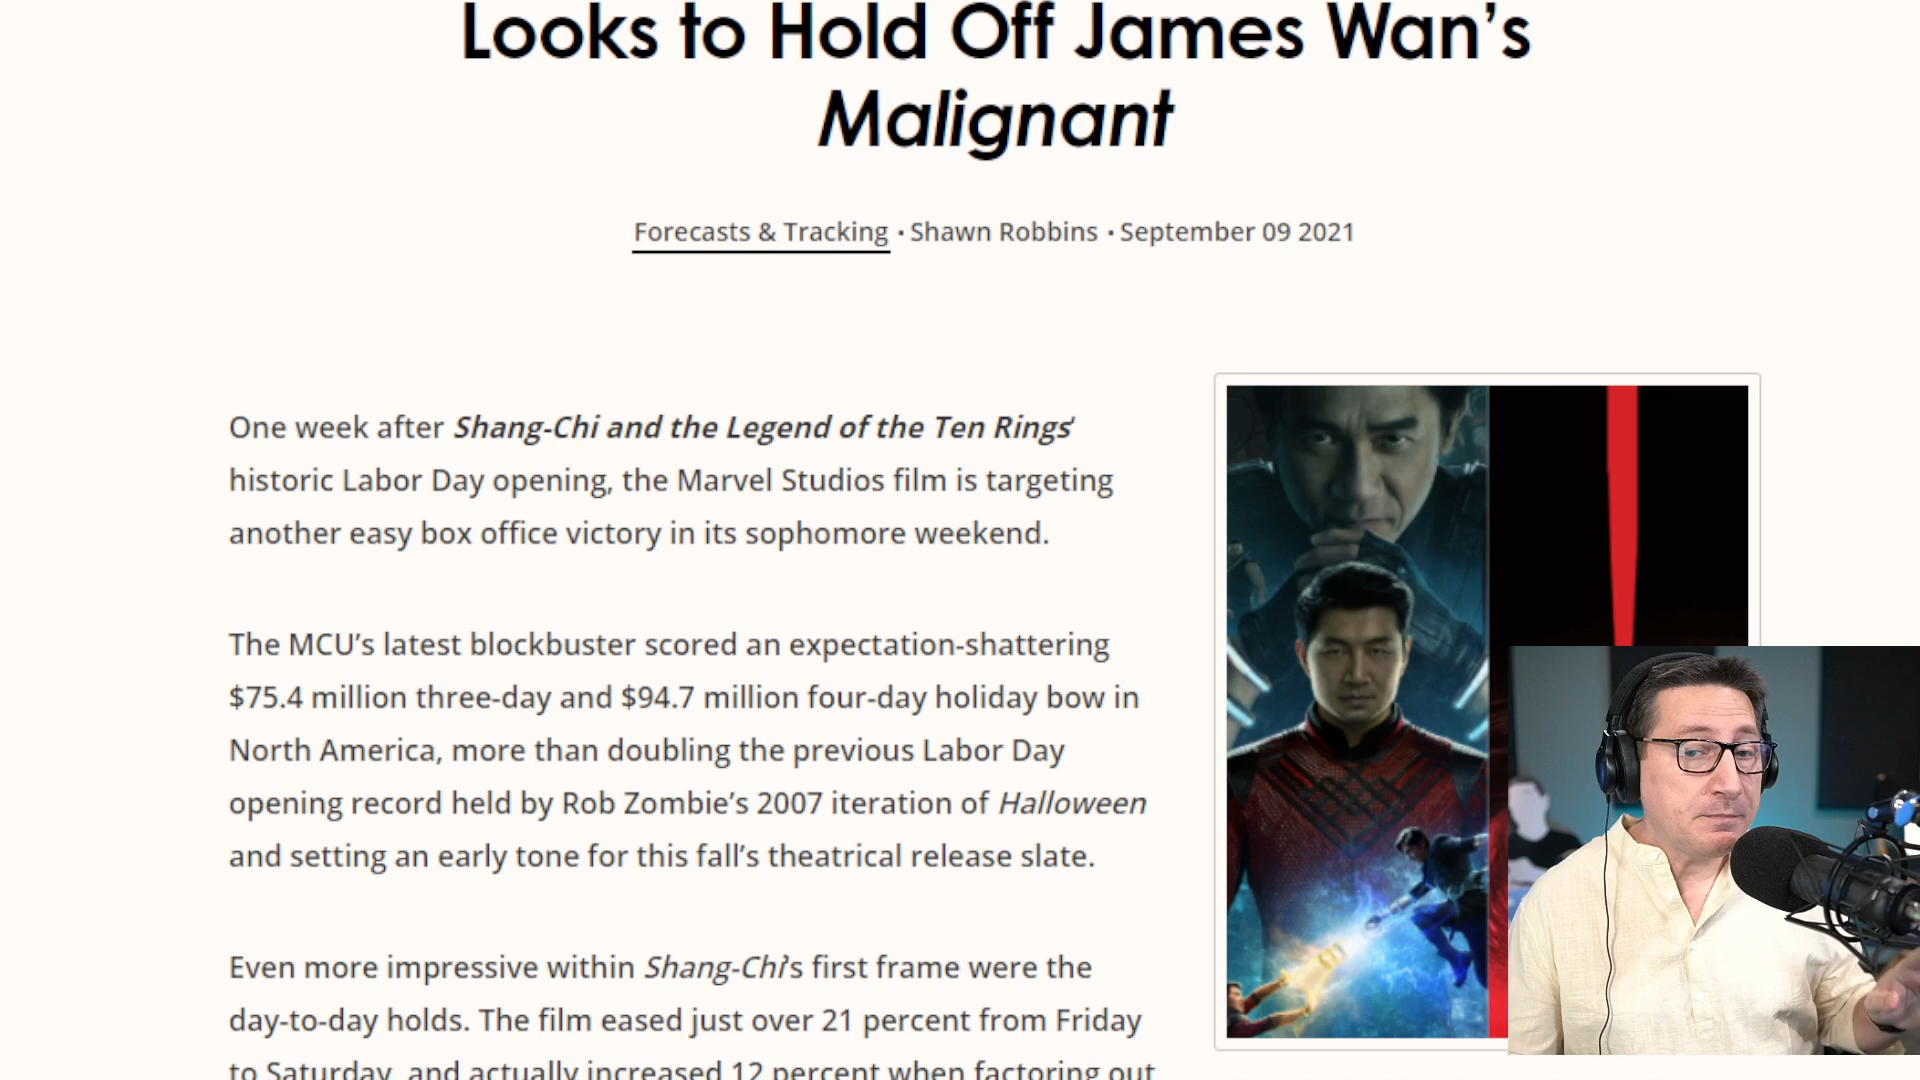 Looks to Hold Off James Wan’s
Malignant
Forecasts & Tracking · Shawn Robbins · September 09 2021
One week after Shang-Chi and the Legend of the Ten Rings‘
historic Labor Day opening, the Marvel Studios film is targeting
another easy box office victory in its sophomore weekend.
The MCU’s latest blockbuster scored an expectation-shattering
$75.4 million three-day and $94.7 million four-day holiday bow in
North America, more than doubling the previous Labor Day
opening record held by Rob Zombie’s 2007 iteration of Halloween
and setting an early tone for this fall’s theatrical release slate.
Even more impressive within Shang-Chi‘s first frame were the
day-to-day holds. The film eased just over 21 percent from Friday
to Saturday, and actually increased 12 percent when factoring out